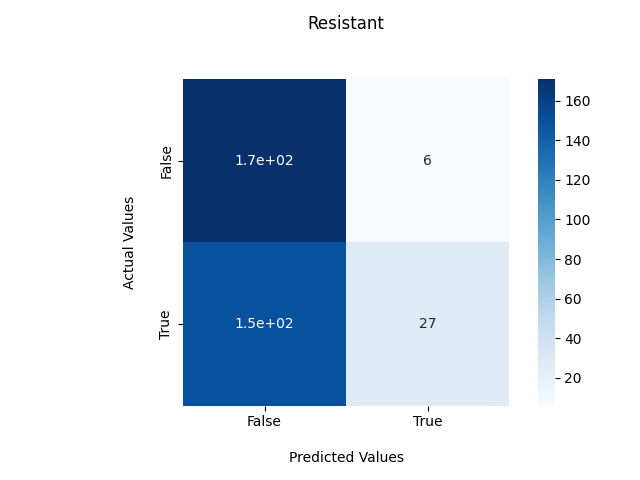 Resistant
Actual Values
False
True
1.7e+02
6
1.5e+02
27
False
True
Predicted Values
160
140
120
100
80
60
40
20